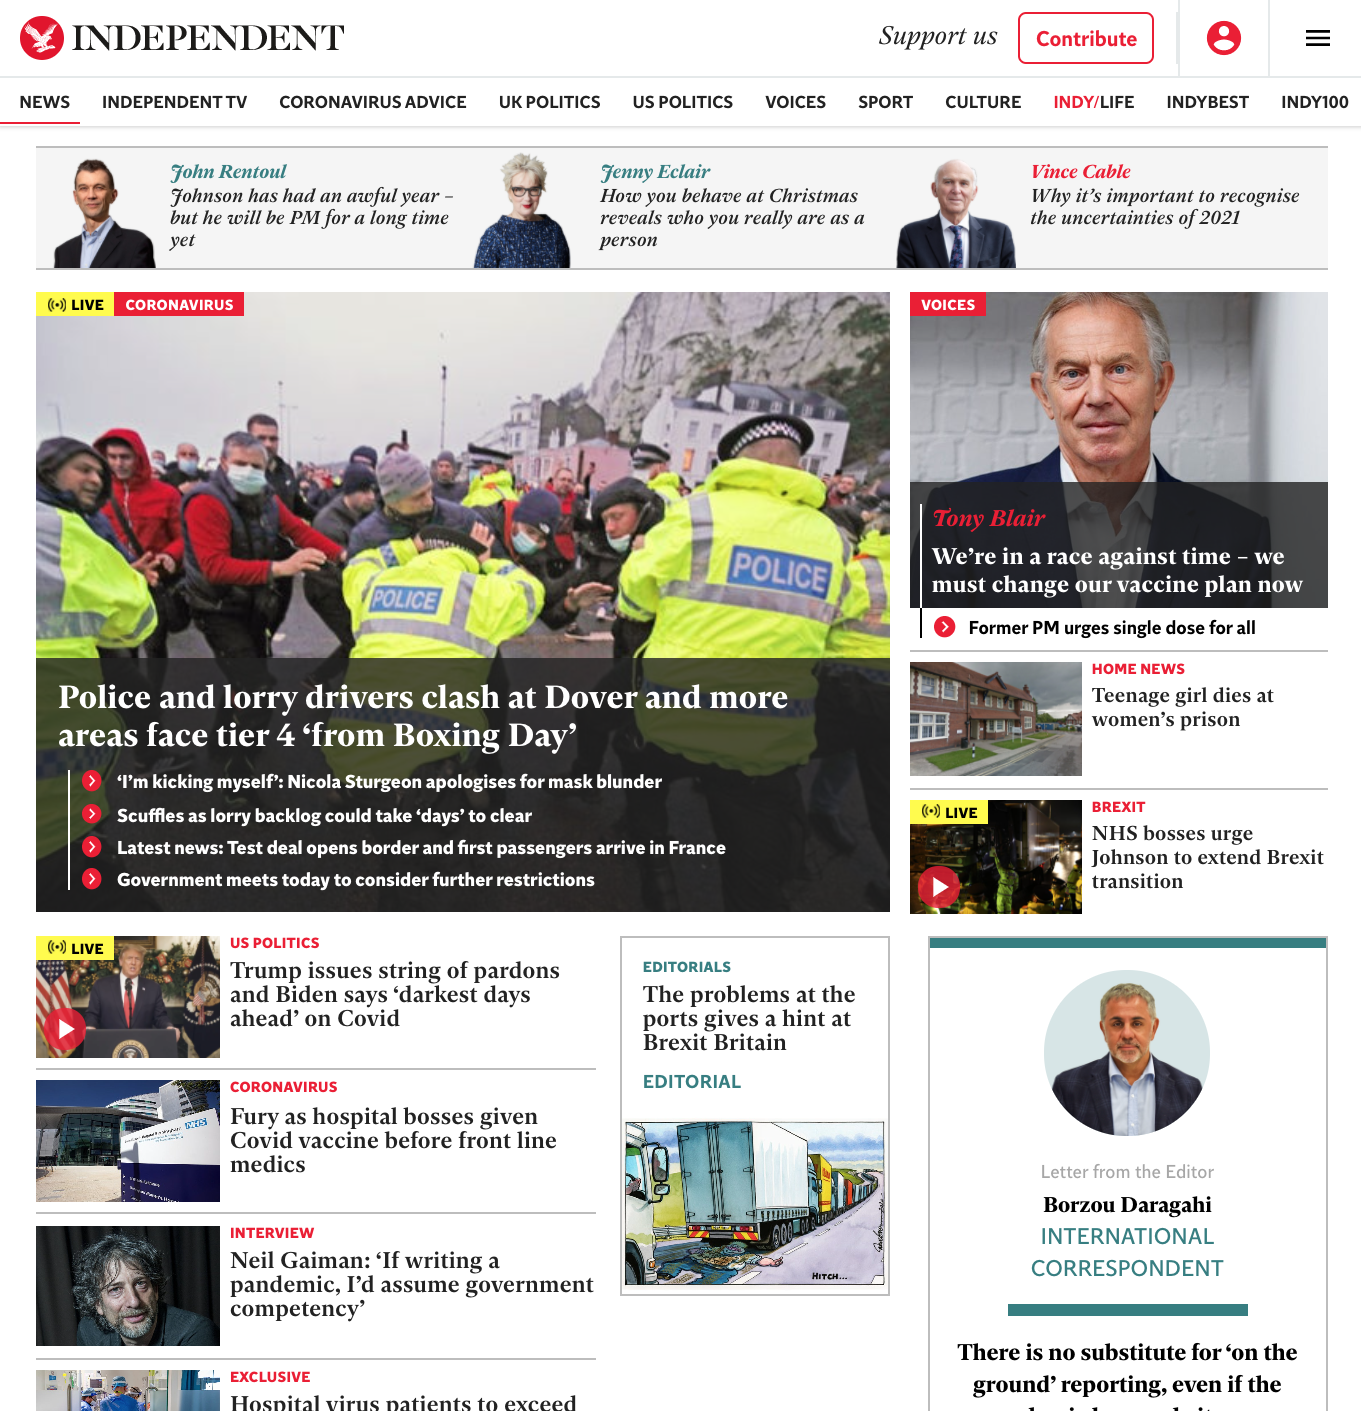 INDEPENDENT
Support us
Contribute
NEWS
INDEPENDENT TV
CORONAVIRUS ADVICE
UK POLITICS
US POLITICS
VOICES
SPORT
CULTURE
INDY/LIFE
INDYBEST
INDY100
John Rentoul
Johnson has had an awful year –
but he will be PM for a long time
yet
Jenny Eclair
How you behave at Christmas
reveals who you really are as a
person
Vince Cable
Why it’s important to recognise
the uncertainties of 2021
LIVE
CORONAVIRUS
POLICE
POLICE
Police and lorry drivers clash at Dover and more
areas face tier 4 ‘from Boxing Day’
‘I’m kicking myself’: Nicola Sturgeon apologises for mask blunder
Scuffles as lorry backlog could take ‘days’ to clear
Latest news: Test deal opens border and first passengers arrive in France
Government meets today to consider further restrictions
VOICES
Tony Blair
We’re in a race against time – we
must change our vaccine plan now
Former PM urges single dose for all
HOME NEWS
Teenage girl dies at
women’s prison
LIVE
BREXIT
NHS bosses urge
Johnson to extend Brexit
transition
LIVE
US POLITICS
Trump issues string of pardons
and Biden says ‘darkest days
ahead’ on Covid
NHS
CORONAVIRUS
Fury as hospital bosses given
Covid vaccine before front line
medics
INTERVIEW
Neil Gaiman: ‘If writing a
pandemic, I’d assume government
competency’
EXCLUSIVE
Hospital virus patients to exceed
EDITORIALS
The problems at the
ports gives a hint at
Brexit Britain
EDITORIAL
HITCH...
Letter from the Editor
Borzou Daragahi
INTERNATIONAL
CORRESPONDENT
There is no substitute for ‘on the
ground’ reporting, even if the